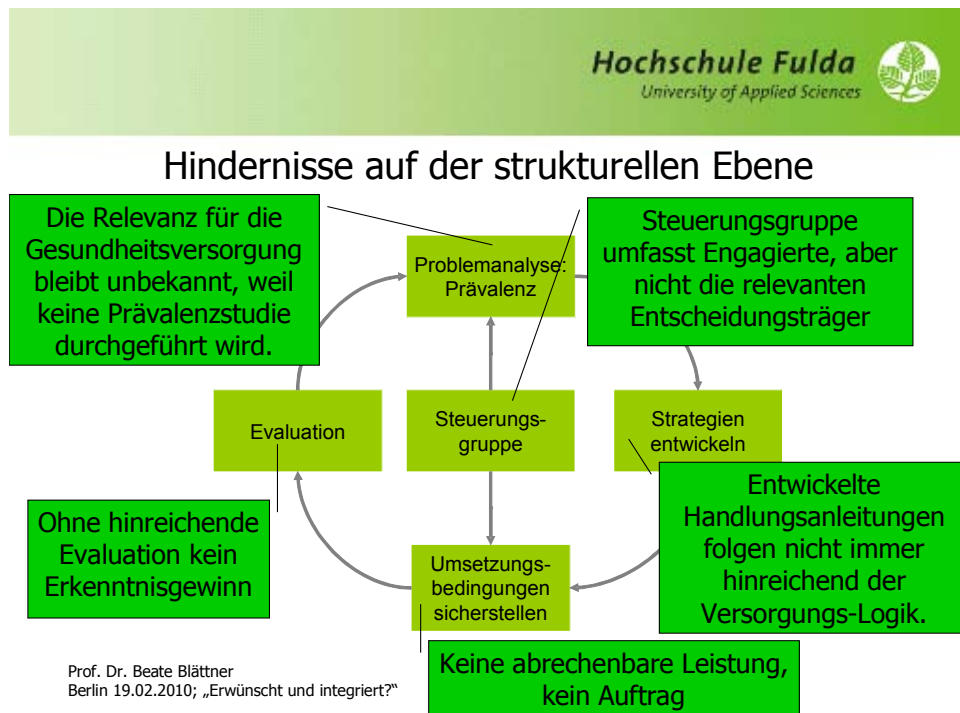 Hochschule Fulda
University of Applied Sciences
Hindernisse auf der strukturellen Ebene
Die Relevanz für die
Gesundheitsversorgung
bleibt unbekannt, weil
keine Prävalenzstudie
durchgeführt wird.
Problemanalyse:
Prävalenz
Steuerungsgruppe
umfasst Engagierte, aber
nicht die relevanten
Entscheidungsträger
Evaluation
Steuerungs-
gruppe
Strategien
entwickeln
Ohne hinreichende
Evaluation kein
Erkenntnisgewinn
Umsetzungs-
bedingungen
sicherstellen
Entwickelte
Handlungsanleitungen
folgen nicht immer
hinreichend der
Versorgungs-Logik.
Keine abrechenbare Leistung,
kein Auftrag
Prof. Dr. Beate Blättner
Berlin 19.02.2010; „Erwünscht und integriert?“